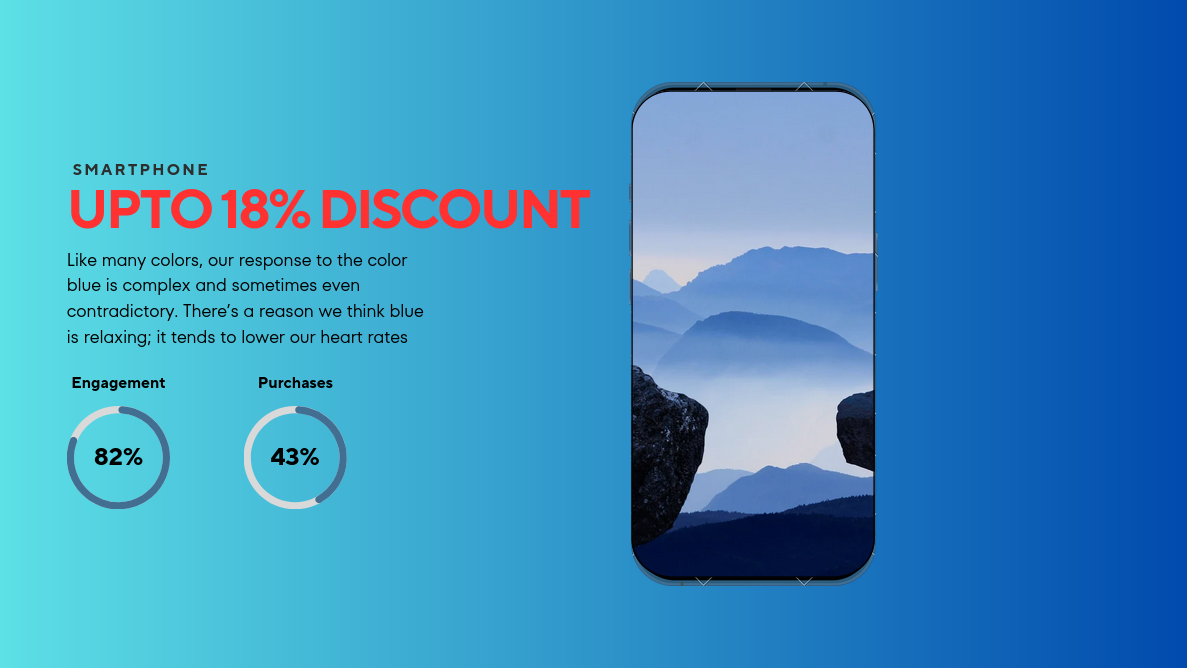 SMARTPHONE
UPTO 18% DISCOUNT
Like many colors, our response to the color
blue is complex and sometimes even
contradictory. There’s a reason we think blue
is relaxing; it tends to lower our heart rates
Engagement Purchases
82% 43%